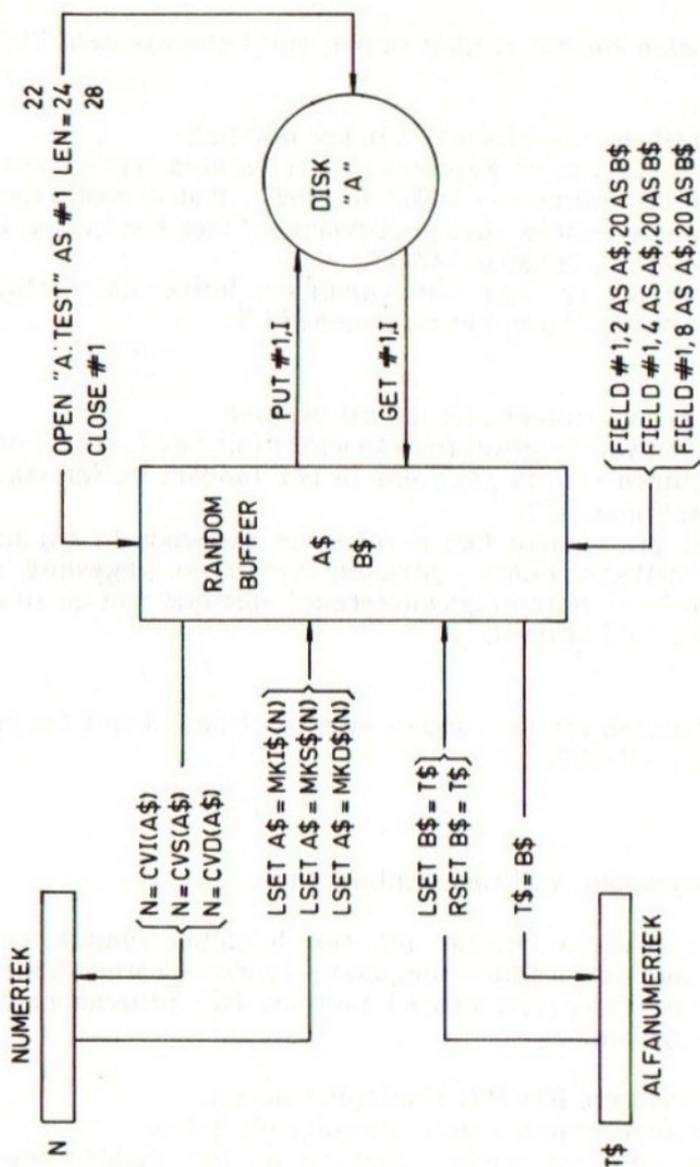 22
OPEN "A:TEST" AS #1 LEN=24
28
CLOSE #1
DISK
"A"
PUT #1,I
GET #1,I
RANDOM
BUFFER
A$
B$
FIELD #1,2 AS A$,20 AS B$
FIELD #1,4 AS A$,20 AS B$
FIELD #1,8 AS A$,20 AS B$
NUMERIEK
N
N=CVI(A$)
N=CVS(A$)
N=CVD(A$)
LSET A$=MKI$(N)
LSET A$=MKS$(N)
LSET A$=MKD$(N)
LSET B$=T$
RSET B$=T$
T$=B$
ALFANUMERIEK
T$